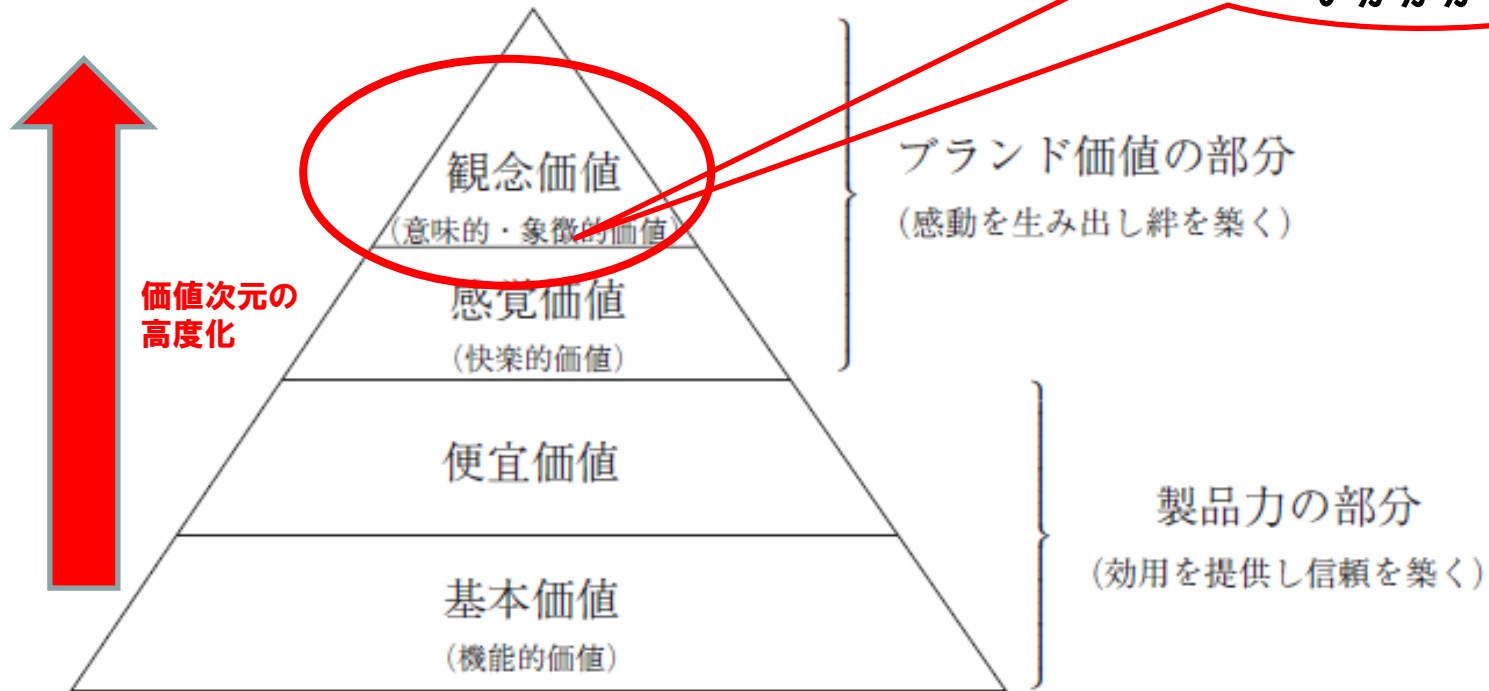 観念価値
(意味的・象徴的価値)
感覚価値
(快楽的価値)
便宜価値
基本価値
(機能的価値)
価値次元の
高度化
ブランド価値の部分
(感動を生み出し絆を築く)
製品力の部分
(効用を提供し信頼を築く)